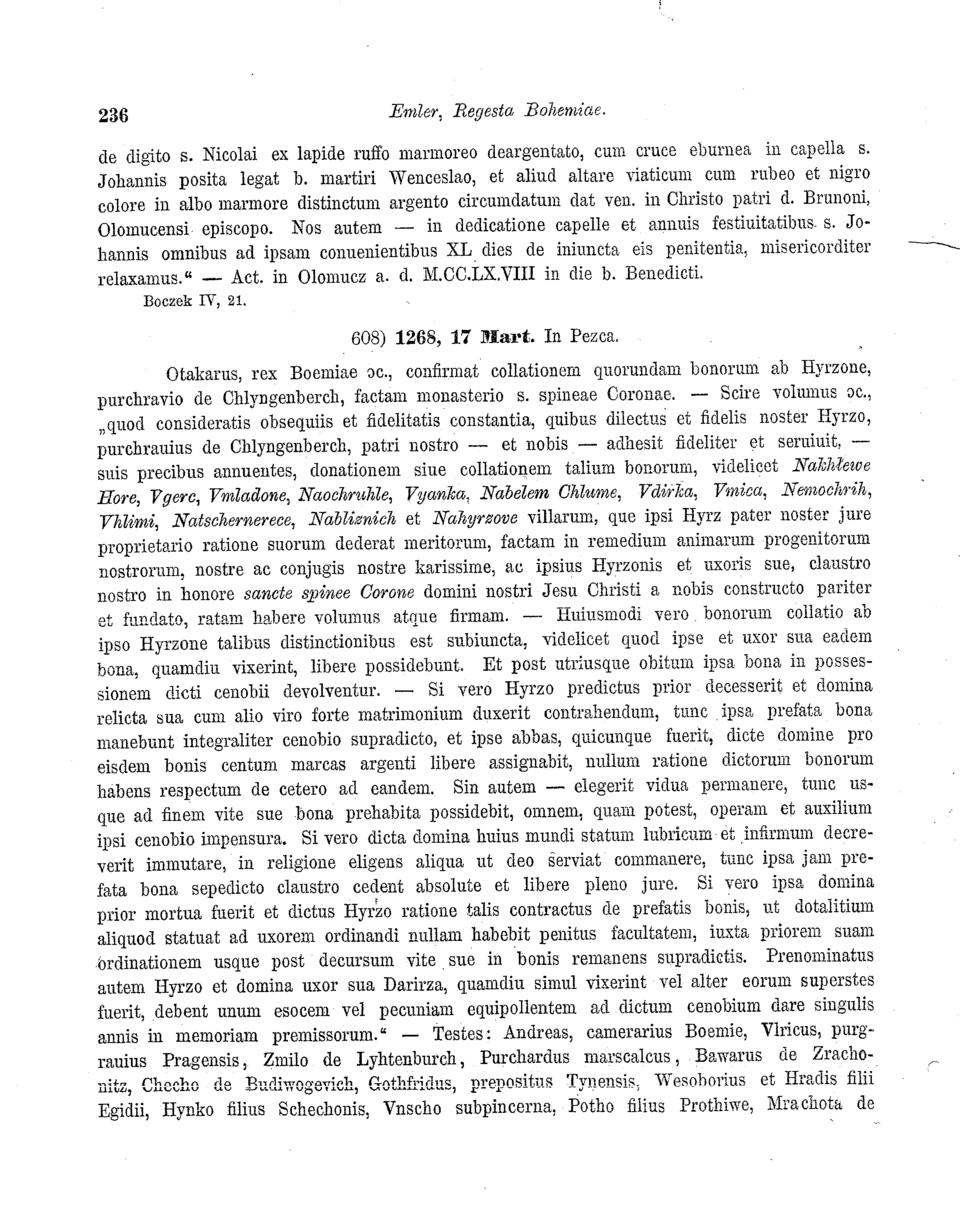 236 Emler, Regesta Bohemiae.
de digito s. Nicolai ex lapide ruffo marmoreo deargentato, cum cruce eburnea in capella s.
Johannis posita legat b. martiri Wenceslao, et aliud altare viaticum cum rubeo et nigro
colore in albo marmore distinctum argento circumdatum dat ven. in Christo patri d. Brunoni,
Olomucensi episcopo. Nos autem — in dedicatione capelle et annuis festiuitatibus s. Jo-
hannis omnibus ad ipsam conuenientibus XL dies de iniuncta eis penitentia, misericorditer
relaxamus.“ — Act. in Olomucz a. d. M.CC.LX.VIII in die b. Benedicti.
Boczek IV, 21.
608) 1268, 17 Mart. In Pezca.
Otakarus, rex Boemiae ɔc., confirmat collationem quorundam bonorum ab Hyrzone,
purchravio de Chlyngenberch, factam monasterio s. spineae Coronae. — Scire volumus ɔc.,
„quod consideratis obsequiis et fidelitatis constantia, quibus dilectus et fidelis noster Hyrzo,
purchrauius de Chlyngenberch, patri nostro — et nobis — adhesit fideliter et seruiuit, —
suis precibus annuentes, donationem siue collationem talium bonorum, videlicet Nakhłewe
Hore, Vgerc, Vmladone, Naochruhle, Vyanka, Nabelem Chlume, Vdirka, Vmica, Nemochrih,
Vhlimi, Natschernerece, Nabliznich et Nahyrzove villarum, que ipsi Hyrz pater noster jure
proprietario ratione suorum dederat meritorum, factam in remedium animarum progenitorum
nostrorum, nostre ac conjugis nostre karissime, ac ipsius Hyrzonis et uxoris sue, claustro
nostro in honore sancte spinee Corone domini nostri Jesu Christi a nobis constructo pariter
et fundato, ratam habere volumus atque firmam. — Huiusmodi vero bonorum collatio ab
ipso Hyrzone talibus distinctionibus est subiuncta, videlicet quod ipse et uxor sua eadem
bona, quamdiu vixerint, libere possidebunt. Et post utriusque obitum ipsa bona in posses-
sionem dicti cenobii devolventur. — Si vero Hyrzo predictus prior decesserit et domina
relicta sua cum alio viro forte matrimonium duxerit contrahendum, tunc ipsa prefata bona
manebunt integraliter cenobio supradicto, et ipse abbas, quicunque fuerit, dicte domine pro
eisdem bonis centum marcas argenti libere assignabit, nullum ratione dictorum bonorum
habens respectum de cetero ad eandem. Sin autem — elegerit vidua permanere, tunc us-
que ad finem vite sue bona prehabita possidebit, omnem, quam potest, operam et auxilium
ipsi cenobio impensura. Si vero dicta domina huius mundi statum lubricum et infirmum decre-
verit immutare, in religione eligens aliqua ut deo serviat commanere, tunc ipsa jam pre-
fata bona sepedicto claustro cedent absolute et libere pleno jure. Si vero ipsa domina
prior mortua fuerit et dictus Hyrzo ratione talis contractus de prefatis bonis, ut dotalitium
aliquod statuat ad uxorem ordinandi nullam habebit penitus facultatem, iuxta priorem suam
ordinationem usque post decursum vite sue in bonis remanens supradictis. Prenominatus
autem Hyrzo et domina uxor sua Darirza, quamdiu simul vixerint vel alter eorum superstes
fuerit, debent unum esocem vel pecuniam equipollentem ad dictum cenobium dare singulis
annis in memoriam premissorum.“ — Testes: Andreas, camerarius Boemie, Vlricus, purg-
rauius Pragensis, Zmilo de Lyhtenburch, Purchardus marscalcus, Bawarus de Zracho-
nitz, Checho de Budiwogevich, Gothfridus, prepositus Tynensis, Wesoborius et Hradis filii
Egidii, Hynko filius Schechonis, Vnscho subpincerna, Potho filius Prothiwe, Mrachota de